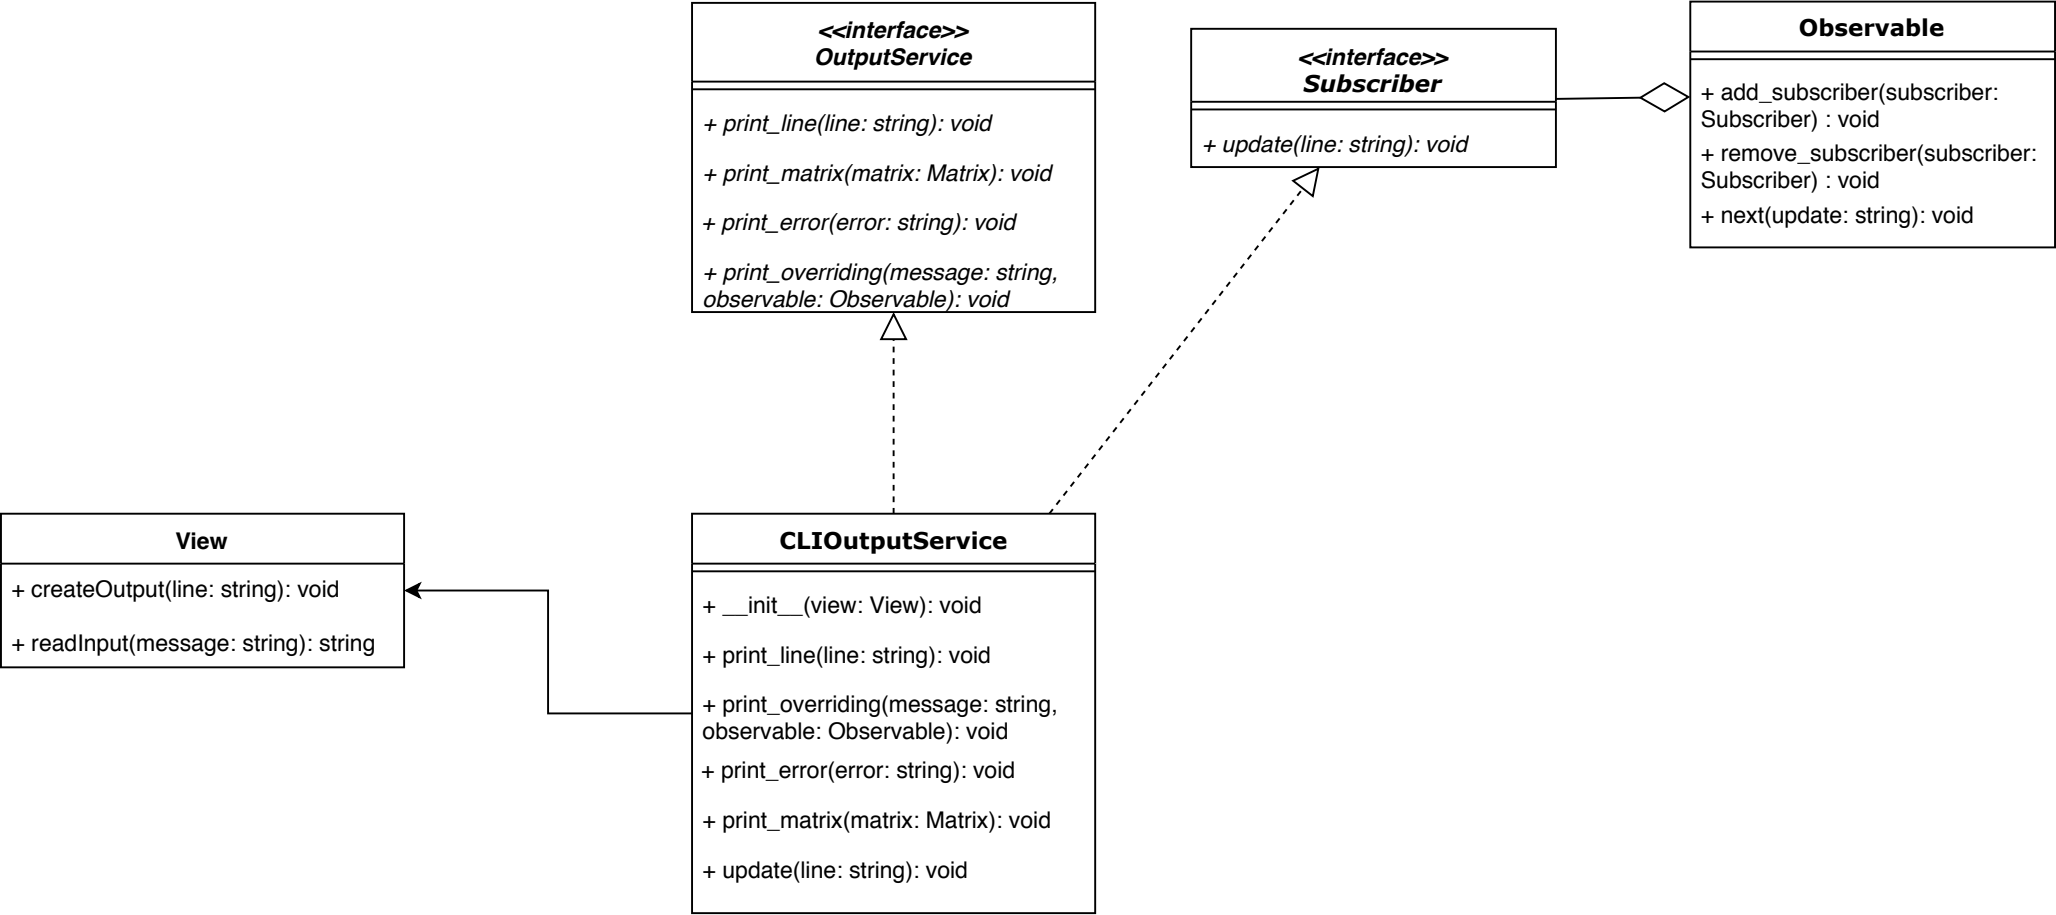 <<interface>>
OutputService
+ print_line(line: string): void
+ print_matrix(matrix: Matrix): void
+ print_error(error: string): void
+ print_overriding(message: string,
observable: Observable): void
<<interface>>
Subscriber
+ update(line: string): void
Observable
+ add_subscriber(subscriber:
Subscriber) : void
+ remove_subscriber(subscriber:
Subscriber) : void
+ next(update: string): void
View
+ createOutput(line: string): void
+ readInput(message: string): string
CLIOutputService
+ __init__(view: View): void
+ print_line(line: string): void
+ print_overriding(message: string,
observable: Observable): void
+ print_error(error: string): void
+ print_matrix(matrix: Matrix): void
+ update(line: string): void